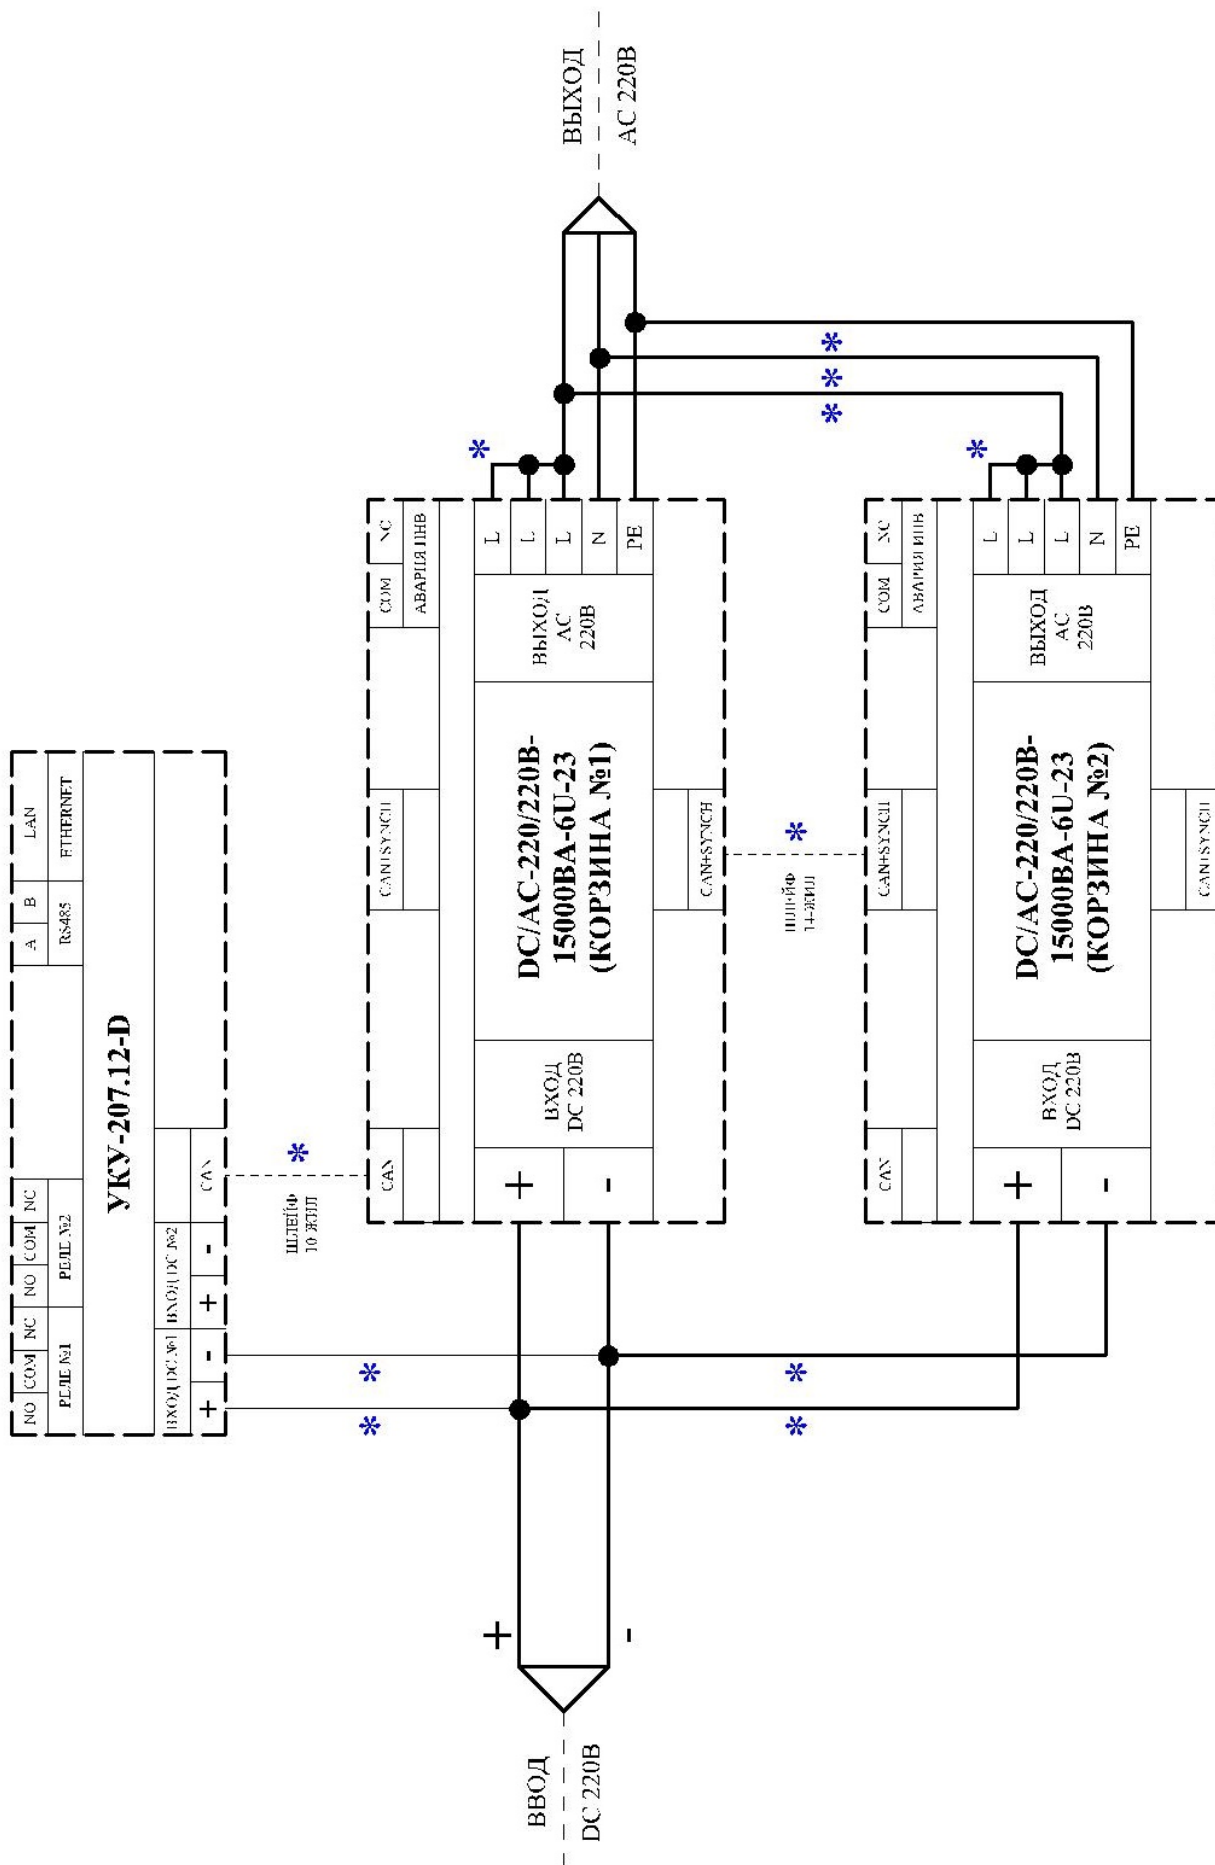 NO
COM
NC
NO
COM
NC
A
B
LAN
РЕЛЕ №1
РЕЛЕ №2
RS485
ETHERNET
УКУ-207.12-D
ВХОД DC №1
ВХОД DC №2
CAN
+
-
+
-
*
*
ШЛЕЙФ
10 ЖИЛ
*
CAN
CAN+SYNCH
COM
NC
АВАРИЯ ИНВ
*
ВВОД
DC 220В
+
-
+
-
ВХОД
DC 220В
DC/AC-220/220В-
15000ВА-6U-23
(КОРЗИНА №1)
ВЫХОД
АС
220В
L
L
L
N
PE
ВЫХОД
АС 220В
CAN+SYNCH
*
*
ШЛЕЙФ
14-ЖИЛ
*
*
*
*
CAN
CAN+SYNCH
COM
NC
АВАРИЯ ИНВ
*
+
-
ВХОД
DC 220В
DC/AC-220/220В-
15000ВА-6U-23
(КОРЗИНА №2)
ВЫХОД
АС
220В
L
L
L
N
PE
CAN+SYNCH